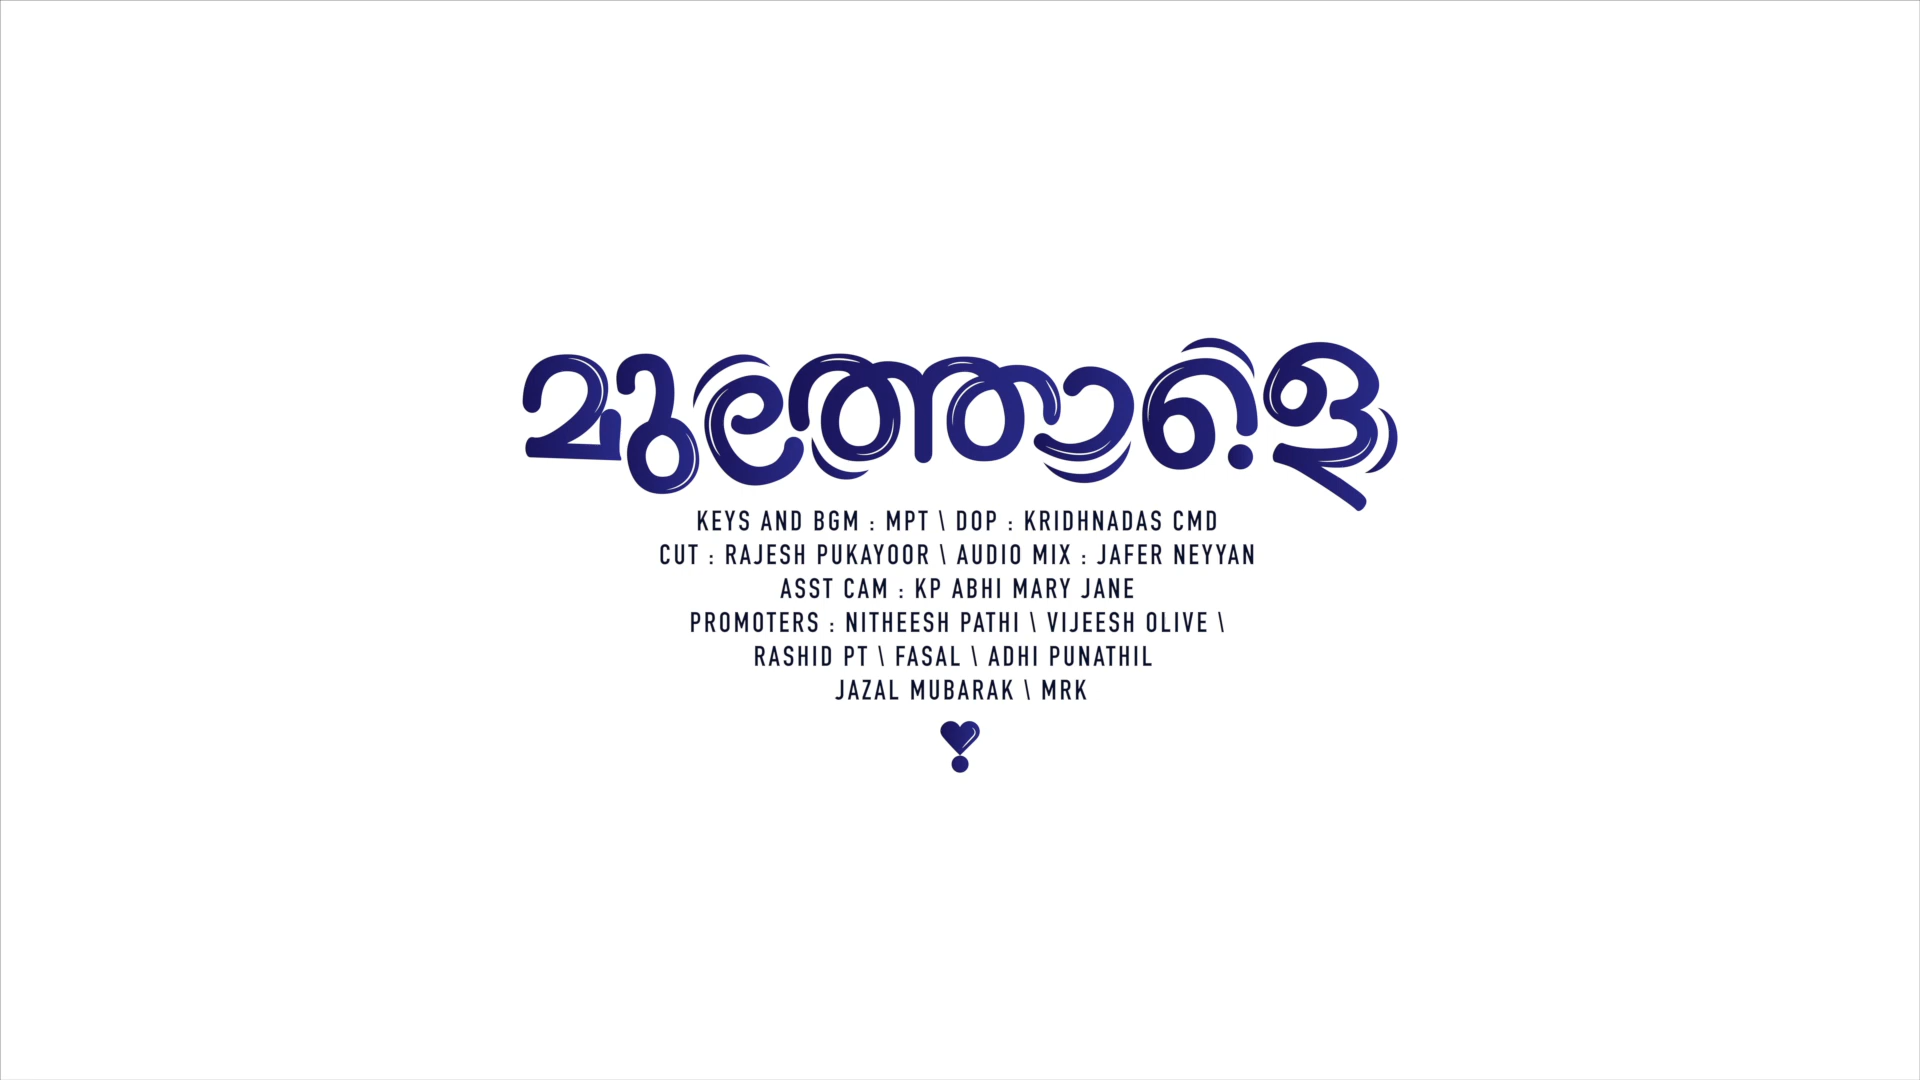 മുത്തോളെ
KEYS AND BGM : MPT \ DOP : KRIDHNADAS CMD
CUT : RAJESH PUKAYOOR \ AUDIO MIX : JAFER NEYYAN
ASST CAM : KP ABHI MARY JANE
PROMOTERS : NITHEESH PATHI \ VIJEESH OLIVE \
RASHID PT \ FASAL \ ADHI PUNATHIL
JAZAL MUBARAK \ MRK